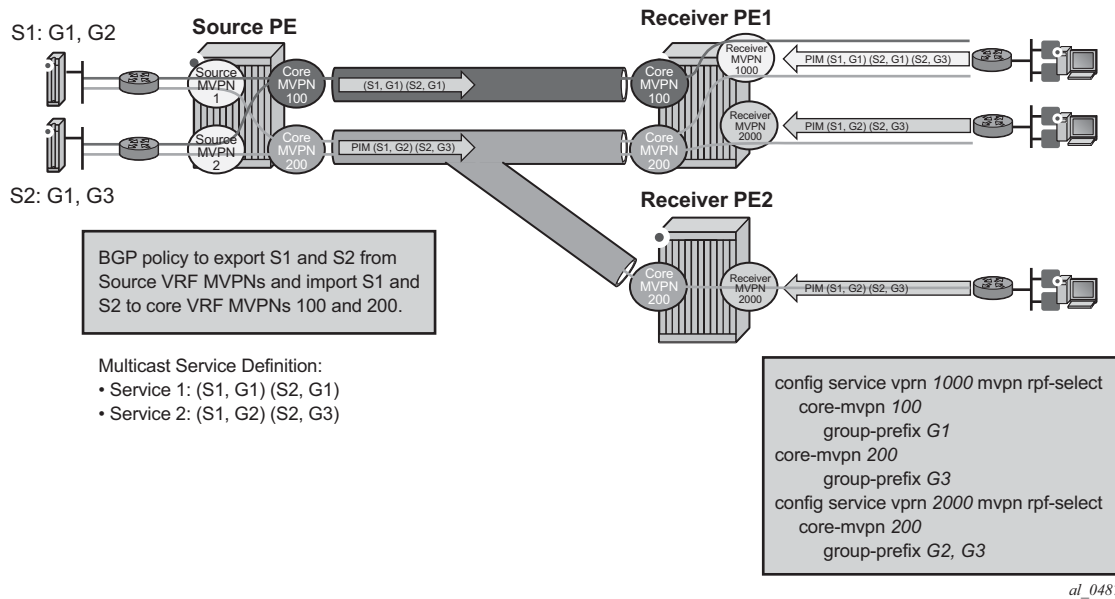 S1: G1, G2
Source PE
Receiver PE1
Source
MVPN
1
Core
MVPN
100
(S1, G1) (S2, G1)
Core
MVPN
100
Receiver
MVPN
1000
PIM (S1, G1) (S2, G1) (S2, G3)
Source
MVPN
2
Core
MVPN
200
PIM (S1, G2) (S2, G3)
Core
MVPN
200
Receiver
MVPN
2000
PIM (S1, G2) (S2, G3)
S2: G1, G3
Receiver PE2
Core
MVPN
200
Receiver
MVPN
2000
PIM (S1, G2) (S2, G3)
BGP policy to export S1 and S2 from
Source VRF MVPNs and import S1 and
S2 to core VRF MVPNs 100 and 200.
Multicast Service Definition:
• Service 1: (S1, G1) (S2, G1)
• Service 2: (S1, G2) (S2, G3)
config service vprn 1000 mvpn rpf-select
core-mvpn 100
group-prefix G1
core-mvpn 200
group-prefix G3
config service vprn 2000 mvpn rpf-select
core-mvpn 200
group-prefix G2, G3
al_0487